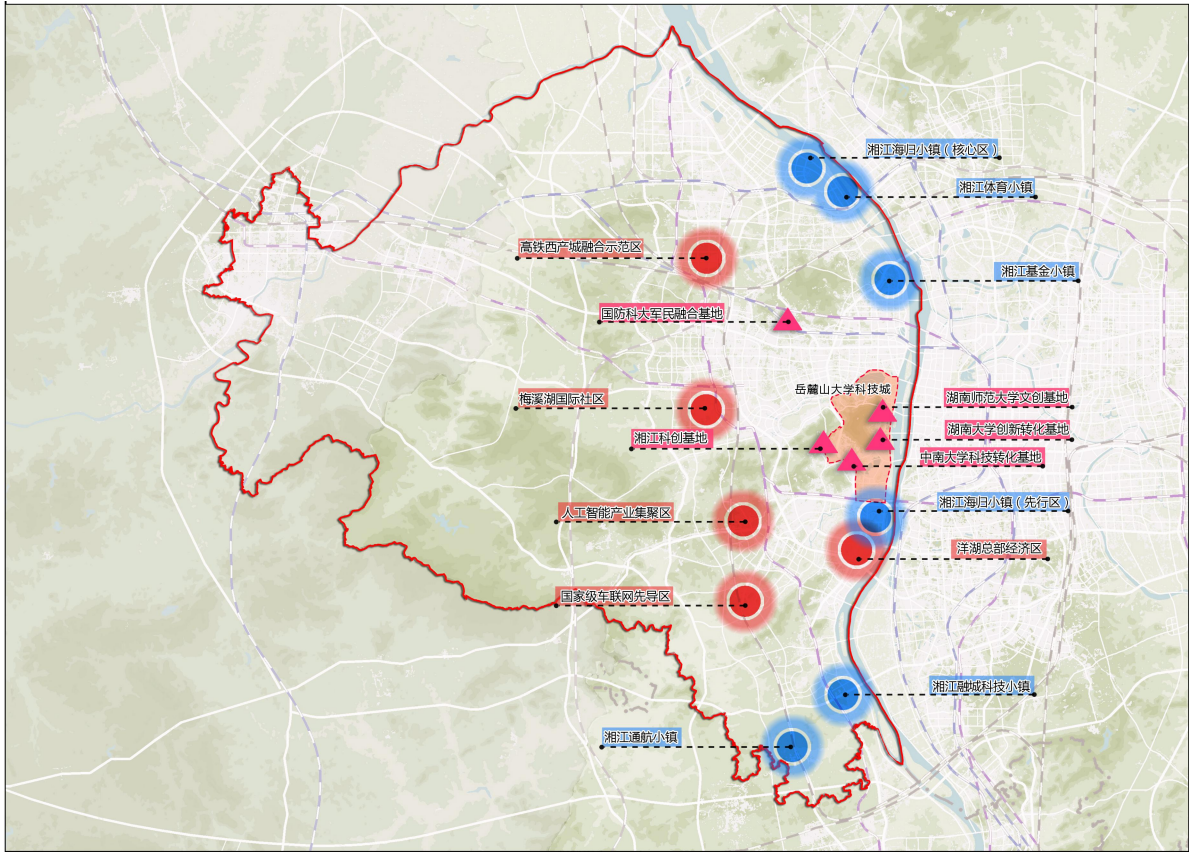 湘江海归小镇（核心区）
湘江体育小镇
高铁西产城融合示范区
湘江基金小镇
国防科大军民融合基地
岳麓山大学科技城
梅溪湖国际社区
湖南师范大学文创基地
湘江科创基地
湖南大学创新转化基地
中南大学科技转化基地
湘江海归小镇（先行区）
人工智能产业集聚区
洋湖总部经济区
国家级车联网先导区
湘江融城科技小镇
湘江通航小镇